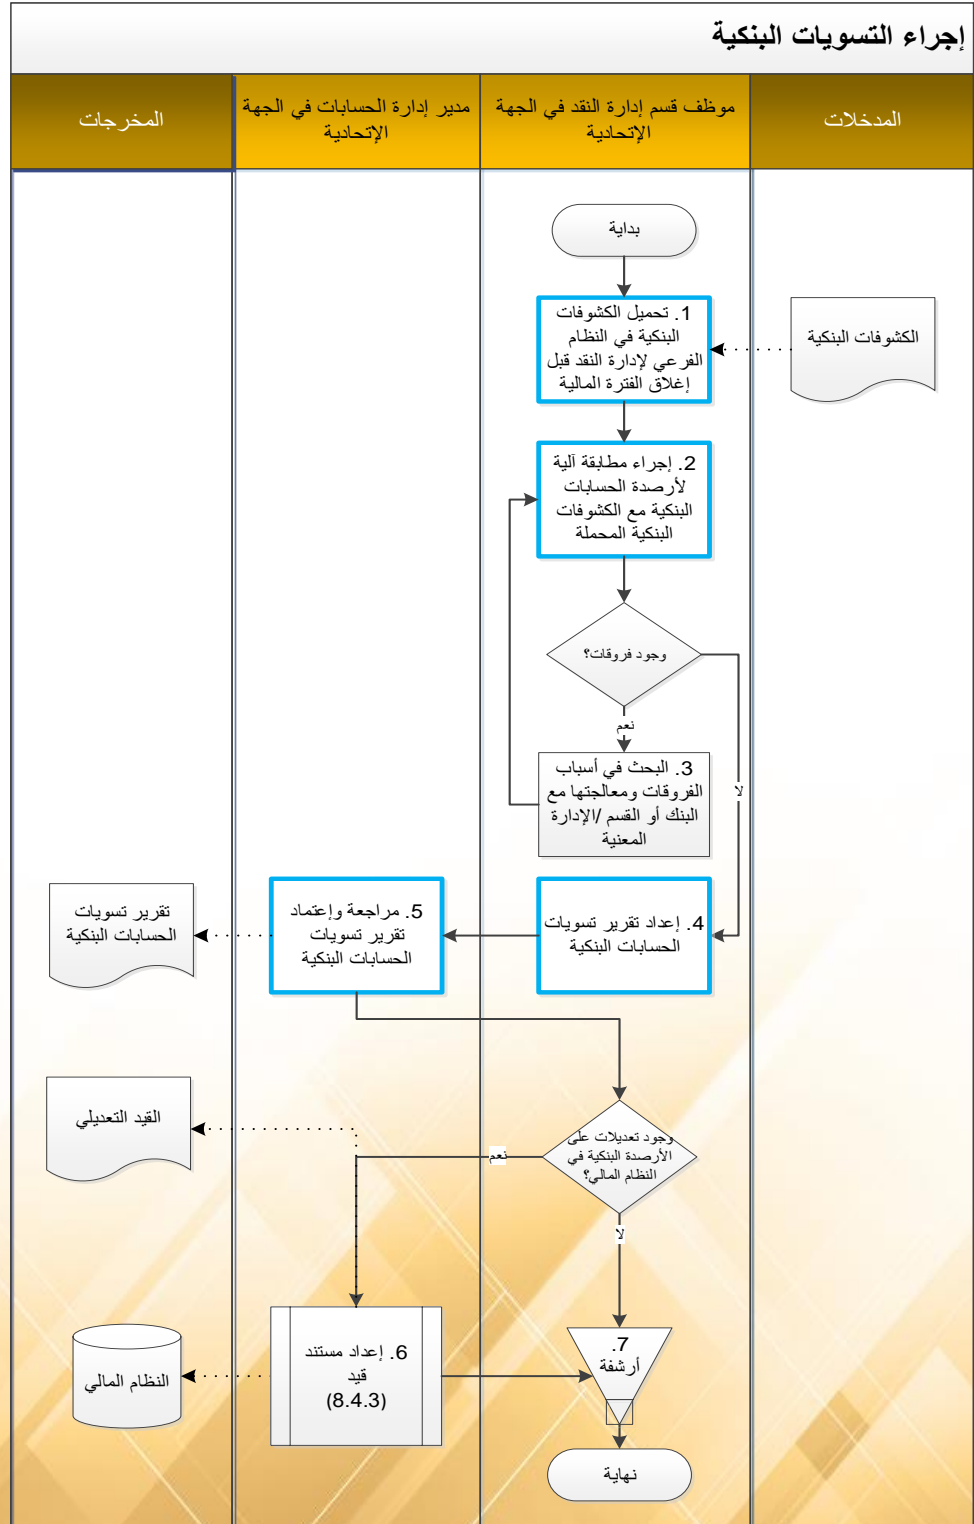 إجراء التسويات البنكية
المدخلات
موظف قسم إدارة النقد في الجهة
الإتحادية
مدير إدارة الحسابات في الجهة
الإتحادية
المخرجات
بداية
1. تحميل الكشوفات
البنكية في النظام
الفرعي لإدارة النقد قبل
إغلاق الفترة المالية
الكشوفات البنكية
2. إجراء مطابقة آلية
لأرصدة الحسابات
البنكية مع الكشوفات
البنكية المحملة
وجود فروقات؟
نعم
لا
3. البحث في أسباب
الفروقات ومعالجتها مع
البنك أو القسم /الإدارة
المعنية
4. إعداد تقرير تسويات
الحسابات البنكية
5. مراجعة وإعتماد
تقرير تسويات
الحسابات البنكية
تقرير تسويات
الحسابات البنكية
وجود تعديلات على
الأرصدة البنكية في
النظام المالي؟
نعم
لا
القيد التعديلي
6. إعداد مستند
قيد
(8.4.3)
النظام المالي
7.
أرشفة
نهاية